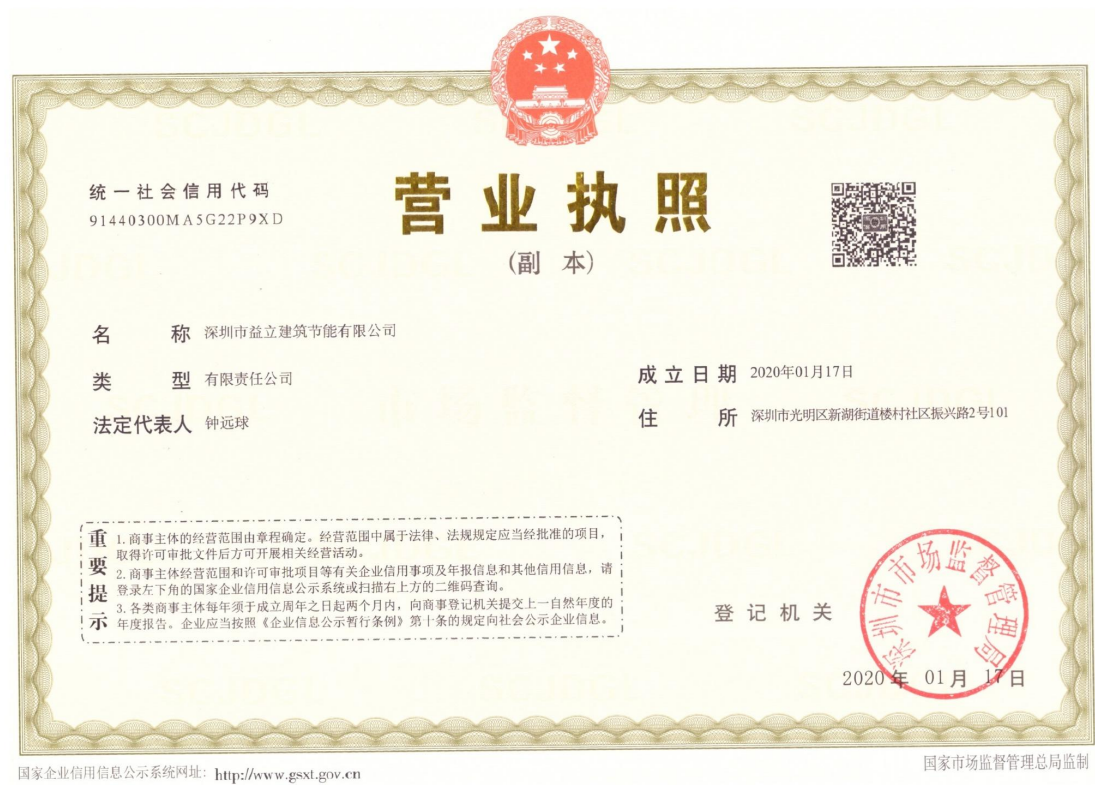 统一社会信用代码
91440300MA5G22P9XD
营业执照
(副 本)
名 称 深圳市益立建筑节能有限公司
类 型 有限责任公司
法定代表人 钟远球
成立日期 2020年01月17日
住 所 深圳市光明区新湖街道楼村社区振兴路2号101
重要提示
1. 商事主体的经营范围由章程确定。经营范围中属于法律、法规规定应当经批准的项目，
取得许可审批文件后方可开展相关经营活动。
2. 商事主体经营范围和许可审批项目等有关企业信用事项及年报信息和其他信用信息，请
登录左下角的国家企业信用信息公示系统或扫描右上方的二维码查询。
3. 各类商事主体每年须于成立周年之日起两个月内，向商事登记机关提交上一自然年度的
年度报告。企业应当按照《企业信息公示暂行条例》第十条的规定向社会公示企业信息。
登记机关
深圳市市场监督管理局
2020年 01月 17日
国家企业信用信息公示系统网址：http://www.gsxt.gov.cn
国家市场监督管理总局监制